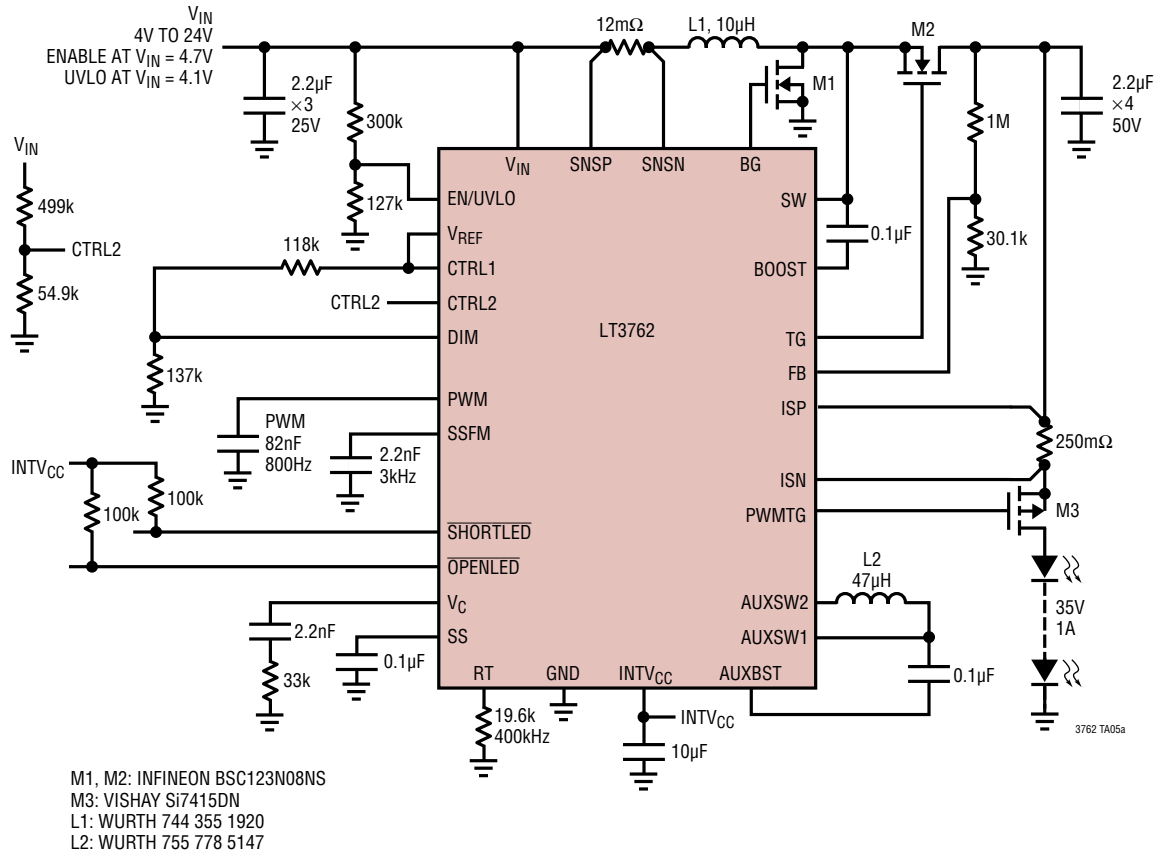 V_IN
4V TO 24V
ENABLE AT V_IN = 4.7V
UVLO AT V_IN = 4.1V
2.2µF
×3
25V
300k
127k
12mΩ
L1, 10µH
M1
M2
1M
30.1k
2.2µF
×4
50V
V_IN
499k
CTRL2
54.9k
118k
CTRL2
137k
PWM
82nF
800Hz
2.2nF
3kHz
INTV_CC
100k
100k
2.2nF
33k
0.1µF
V_IN
SNSP
SNSN
BG
EN/UVLO
V_REF
CTRL1
CTRL2
DIM
PWM
SSFM
SHORTLED
OPENLED
V_C
SS
RT
GND
INTV_CC
AUXBST
LT3762
SW
BOOST
TG
FB
ISP
ISN
PWMTG
AUXSW2
AUXSW1
0.1µF
250mΩ
M3
L2
47µH
35V
1A
0.1µF
19.6k
400kHz
INTV_CC
10µF
3762 TA05a
M1, M2: INFINEON BSC123N08NS
M3: VISHAY Si7415DN
L1: WURTH 744 355 1920
L2: WURTH 755 778 5147